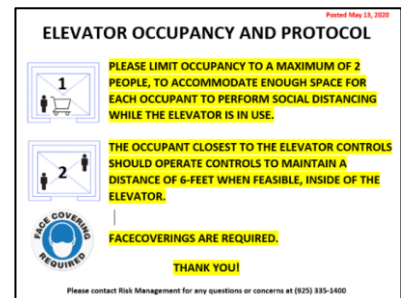 Posted May 13, 2020
ELEVATOR OCCUPANCY AND PROTOCOL
1
PLEASE LIMIT OCCUPANCY TO A MAXIMUM OF 2
PEOPLE, TO ACCOMMODATE ENOUGH SPACE FOR
EACH OCCUPANT TO PERFORM SOCIAL DISTANCING
WHILE THE ELEVATOR IS IN USE.
2
THE OCCUPANT CLOSEST TO THE ELEVATOR CONTROLS
SHOULD OPERATE CONTROLS TO MAINTAIN A
DISTANCE OF 6-FEET WHEN FEASIBLE, INSIDE OF THE
ELEVATOR.
FACE COVERING
REQUIRED
FACECOVERINGS ARE REQUIRED.
THANK YOU!
Please contact Risk Management for any questions or concerns at (925) 335-1400